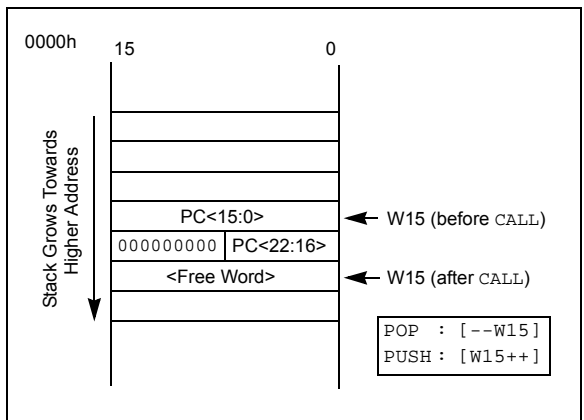 0000h
15 0
Stack Grows Towards
Higher Address
PC<15:0>
W15 (before CALL)
000000000 PC<22:16>
<Free Word>
W15 (after CALL)
POP : [--W15]
PUSH : [W15++]